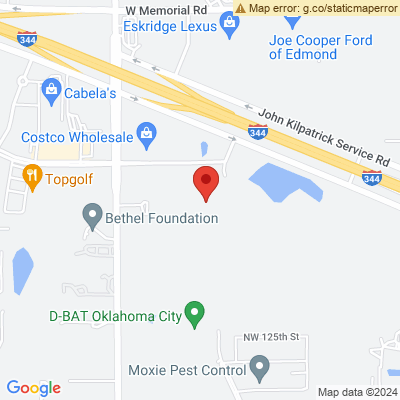 W Memorial Rd
Map error: g.co/staticmaperror
Eskridge Lexus
Joe Cooper Ford
of Edmond
344
Cabela's
John Kilpatrick Service Rd
344
Costco Wholesale
Topgolf
344
Bethel Foundation
D-BAT Oklahoma City
NW 125th St
Moxie Pest Control
Google
Map data ©2024